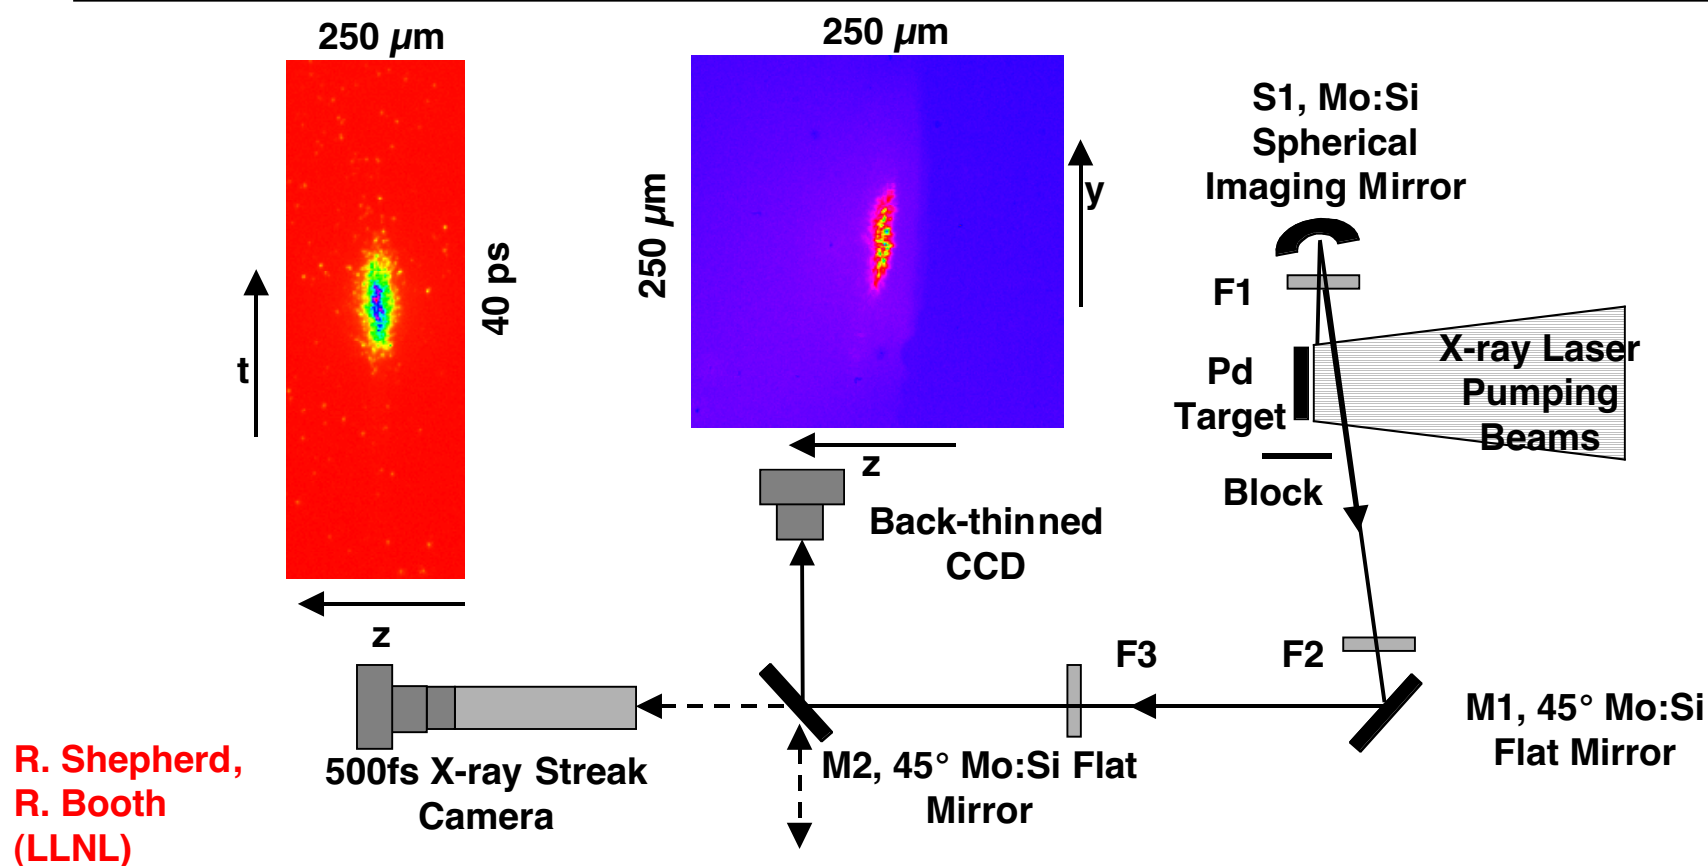 250 µm
250 µm
S1, Mo:Si
Spherical
Imaging Mirror
y
250 µm
40 ps
F1
t
X-ray Laser
Pumping
Beams
Pd
Target
z
Block
Back-thinned
CCD
z
F3
F2
M1, 45° Mo:Si
Flat Mirror
500fs X-ray Streak
Camera
M2, 45° Mo:Si Flat
Mirror
R. Shepherd,
R. Booth
(LLNL)